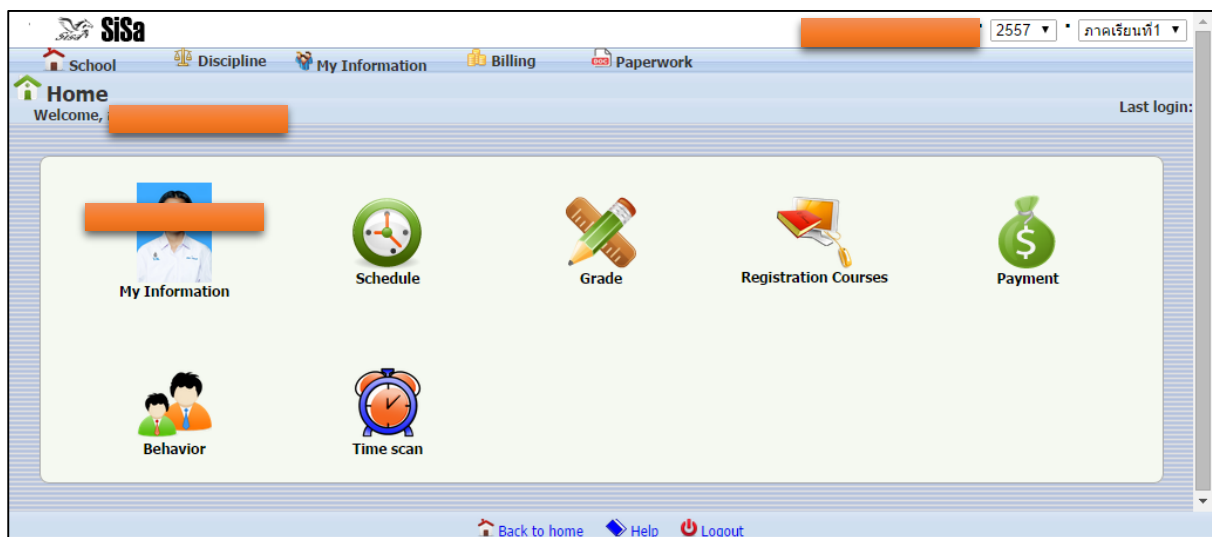 SiSa
2557
ภาคเรียนที่1
School Discipline My Information Billing Paperwork
Home
Welcome,
Last login:
My Information
Schedule
Grade
Registration Courses
Payment
Behavior
Time scan
Back to home Help Logout